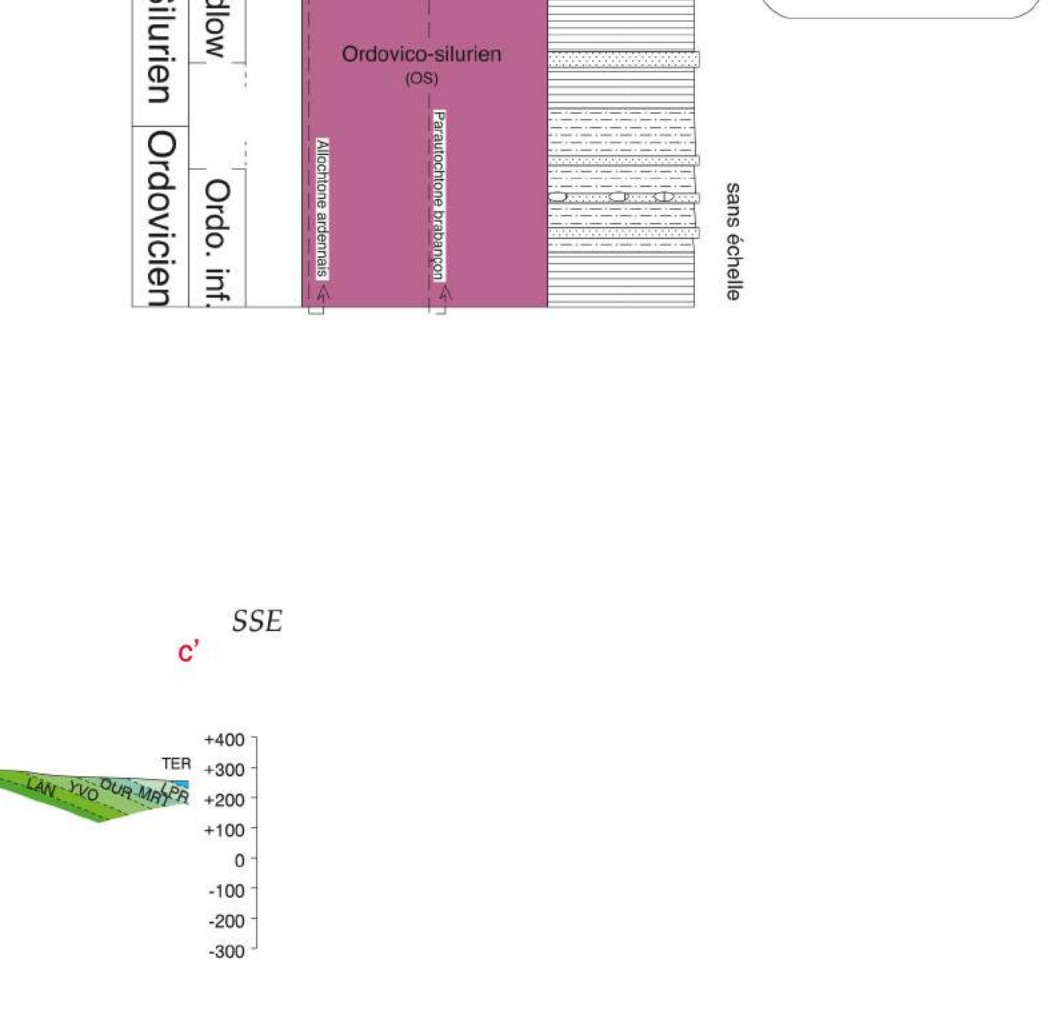 Silurien
dlow
Ordovico-silurien
(OS)
Ordovicien
Ordo. inf.
Allochtone ardennais
Parautochtone brabançon
sans échelle
SSE
c'
+400
TER
+300
LAN
YVO
OUR
MRT
LPR
+200
+100
0
-100
-200
-300